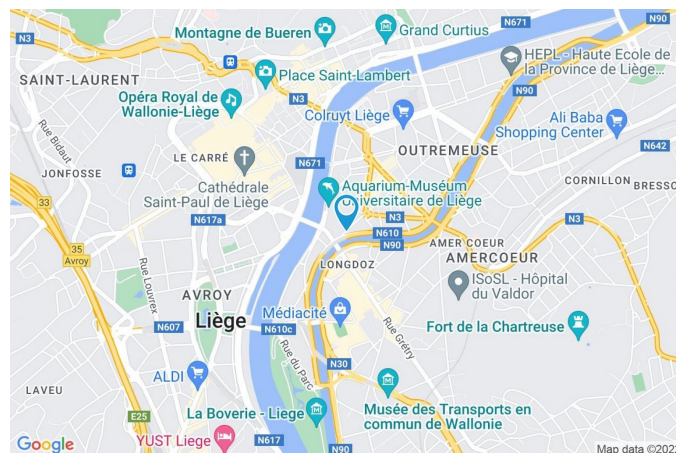 N671
N90
N3
Montagne de Bueren
Grand Curtius
HEPL - Haute Ecole de
la Province de Liège...
SAINT-LAURENT
Place Saint-Lambert
N90
Opéra Royal de
Wallonie-Liège
N3
Colruyt Liège
Ali Baba
Shopping Center
Rue Bidaut
LE CARRÉ
N671
OUTREMEUSE
N642
JONFOSSE
Cathédrale
Saint-Paul de Liège
Aquarium-Muséum
Universitaire de Liège
CORNILLON
BRESSO
33
N617a
N3
N3
35
Avroy
N610
N90
AMERCOEUR
AMERCOEUR
LONGDOZ
ISoSL - Hôpital
du Valdor
Rue Louvrex
AVROY
Médiacité
Liège
N607
N610c
Rue Grétry
Fort de la Chartreuse
ALDI
Rue du Parc
N30
LAVEU
E25
La Boverie - Liege
Musée des Transports en
commun de Wallonie
YUST Liege
N617
N90
Google
Map data ©202